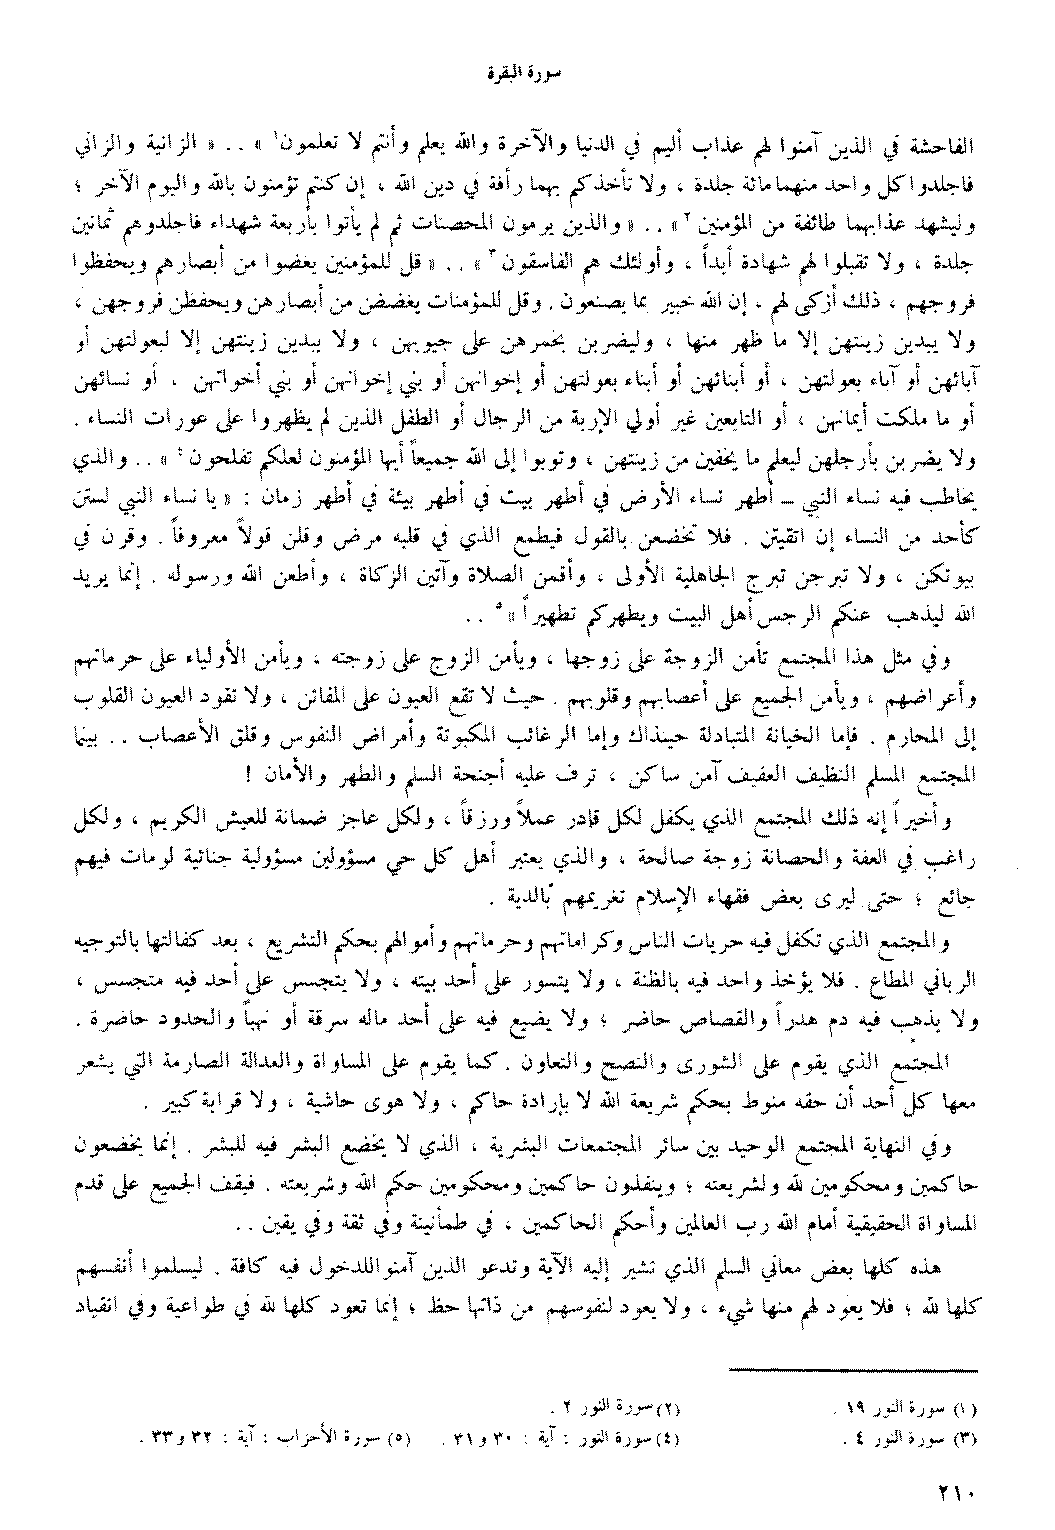 سورة البقرة
الفاحشة في الذين آمنوا لهم عذاب أليم في الدنيا والآخرة والله يعلم وأنتم لا تعلمون١ » .. « الزانية والزاني
فاجلدوا كل واحد منهما مائة جلدة ، ولا تأخذكم بهما رأفة في دين الله ، إن كنتم تؤمنون بالله واليوم الآخر ؛
وليشهد عذابهما طائفة من المؤمنين٢ » .. « والذين يرمون المحصنات ثم لم يأتوا بأربعة شهداء فاجلدوهم ثمانين
جلدة ، ولا تقبلوا لهم شهادة أبداً ، وأولئك هم الفاسقون٣ » .. « قل للمؤمنين يغضوا من أبصارهم ويحفظوا
فروجهم ، ذلك أزكى لهم ، إن الله خبير بما يصنعون . وقل للمؤمنات يغضضن من أبصارهن ويحفظن فروجهن ،
ولا يبدين زينتهن إلا ما ظهر منها ، وليضربن بخمرهن على جيوبهن ، ولا يبدين زينتهن إلا لبعولتهن أو
آبائهن أو آباء بعولتهن ، أو أبنائهن أو أبناء بعولتهن أو إخوانهن أو بني إخوانهن أو بني أخواتهن ، أو نسائهن
أو ما ملكت أيمانهن ، أو التابعين غير أولي الإربة من الرجال أو الطفل الذين لم يظهروا على عورات النساء .
ولا يضربن بأرجلهن ليعلم ما يخفين من زينتهن ، وتوبوا إلى الله جميعاً أيها المؤمنون لعلكم تفلحون٤ » .. والذي
يخاطب فيه نساء النبي – أطهر نساء الأرض في أطهر بيت في أطهر بيئة في أطهر زمان : « يا نساء النبي لستن
كأحد من النساء إن اتقيتن . فلا تخضعن بالقول فيطمع الذي في قلبه مرض وقلن قولاً معروفاً . وقرن في
بيوتكن ، ولا تبرجن تبرج الجاهلية الأولى ، وأقمن الصلاة وآتين الزكاة ، وأطعن الله ورسوله . إنما يريد
الله ليذهب عنكم الرجس أهل البيت ويطهركم تطهيراً »٥ ..
وفي مثل هذا المجتمع تأمن الزوجة على زوجها ، ويأمن الزوج على زوجته ، ويأمن الأولياء على حرماتهم
وأعراضهم ، ويأمن الجميع على أعصابهم وقلوبهم . حيث لا تقع العيون على المفاتن ، ولا تقود العيون القلوب
إلى المحارم . فإما الخيانة المتبادلة حينذاك وإما الرغائب المكبوتة وأمراض النفوس وقلق الأعصاب .. بينما
المجتمع المسلم النظيف العفيف آمن ساكن ، ترف عليه أجنحة السلم والطهر والأمان !
وأخيراً إنه ذلك المجتمع الذي يكفل لكل قادر عملاً ورزقاً ، ولكل عاجز ضمانة للعيش الكريم ، ولكل
راغب في العفة والحصانة زوجة صالحة ، والذي يعتبر أهل كل حي مسؤولين مسؤولية جنائية لو مات فيهم
جائع ؛ حتى ليرى بعض فقهاء الإسلام تغريمهم بالدية .
والمجتمع الذي تكفل فيه حريات الناس وكراماتهم وحرماتهم وأموالهم بحكم التشريع ، بعد كفالتها بالتوجيه
الرباني المطاع . فلا يؤخذ واحد فيه بالظنة ، ولا يتسور على أحد بيته ، ولا يتجسس على أحد فيه متجسس ،
ولا يذهب فيه دم هدراً والقصاص حاضر ؛ ولا يضيع فيه على أحد ماله سرقة أو نهباً والحدود حاضرة .
المجتمع الذي يقوم على الشورى والنصح والتعاون . كما يقوم على المساواة والعدالة الصارمة التي يشعر
معها كل أحد أن حقه منوط بحكم شريعة الله لا بإرادة حاكم ، ولا هوى حاشية ، ولا قرابة كبير .
وفي النهاية المجتمع الوحيد بين سائر المجتمعات البشرية ، الذي لا يخضع البشر فيه للبشر . إنما يخضعون
حاكمين ومحكومين لله ولشريعته ؛ وينفذون حاكمين ومحكومين حكم الله وشريعته . فيقف الجميع على قدم
المساواة الحقيقية أمام الله رب العالمين وأحكم الحاكمين ، في طمأنينة وفي ثقة وفي يقين ..
هذه كلها بعض معاني السلم الذي تشير إليه الآية وتدعو الذين آمنوا للدخول فيه كافة . ليسلموا أنفسهم
كلها لله ؛ فلا يعود لهم منها شيء ، ولا يعود لنفوسهم من ذاتها حظ ؛ إنما تعود كلها لله في طواعية وفي انقياد
(١) سورة النور ١٩ . (٢) سورة النور ٢ .
(٣) سورة النور ٤ . (٤) سورة النور : آية : ٣٠ و٣١ . (٥) سورة الأحزاب : آية : ٣٢ و٣٣ .
٢١٠